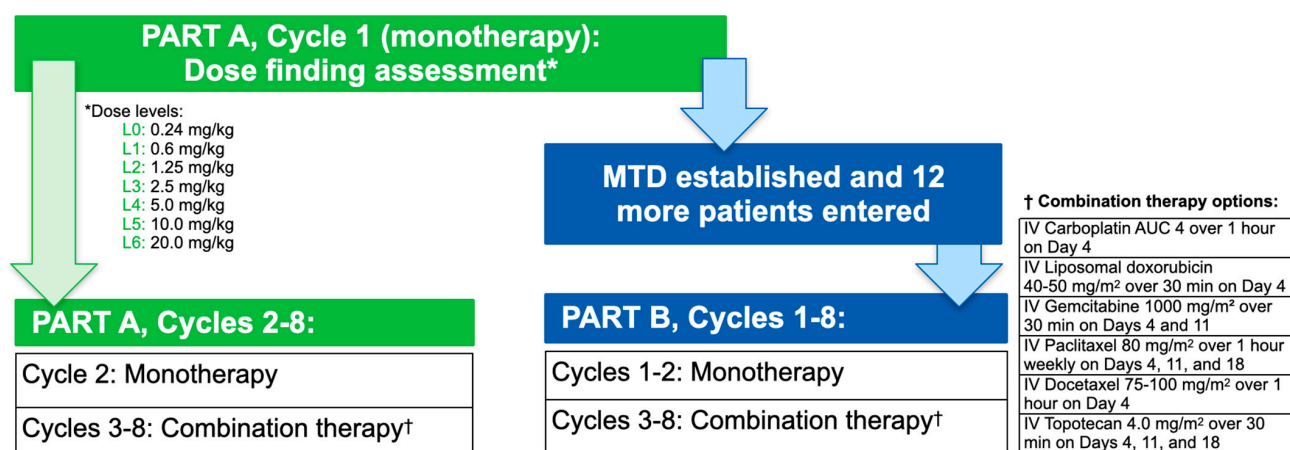 PART A, Cycle 1 (monotherapy):
Dose finding assessment*
*Dose levels:
L0: 0.24 mg/kg
L1: 0.6 mg/kg
L2: 1.25 mg/kg
L3: 2.5 mg/kg
L4: 5.0 mg/kg
L5: 10.0 mg/kg
L6: 20.0 mg/kg
MTD established and 12
more patients entered
PART A, Cycles 2-8:
Cycle 2: Monotherapy
Cycles 3-8: Combination therapy†
PART B, Cycles 1-8:
Cycles 1-2: Monotherapy
Cycles 3-8: Combination therapy†
† Combination therapy options:
IV Carboplatin AUC 4 over 1 hour
on Day 4
IV Liposomal doxorubicin
40-50 mg/m² over 30 min on Day 4
IV Gemcitabine 1000 mg/m² over
30 min on Days 4 and 11
IV Paclitaxel 80 mg/m² over 1 hour
weekly on Days 4, 11, and 18
IV Docetaxel 75-100 mg/m² over 1
hour on Day 4
IV Topotecan 4.0 mg/m² over 30
min on Days 4, 11, and 18